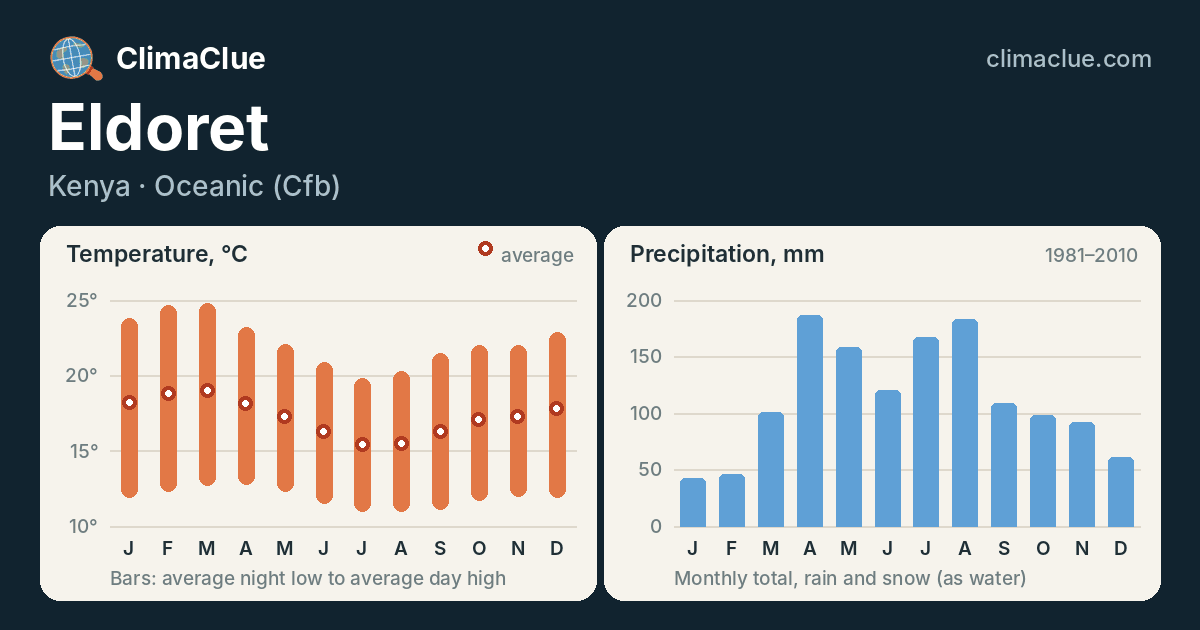 ClimaClue
climaclue.com
Eldoret
Kenya · Oceanic (Cfb)
Temperature, °C
average
25°
20°
15°
10°
J F M A M J J A S O N D
Bars: average night low to average day high
Precipitation, mm
1981–2010
200
150
100
50
0
J F M A M J J A S O N D
Monthly total, rain and snow (as water)